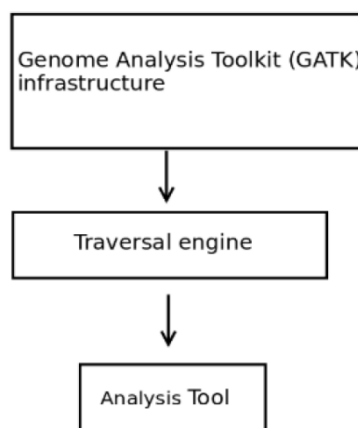 Genome Analysis Toolkit (GATK)
infrastructure
Traversal engine
Analysis Tool